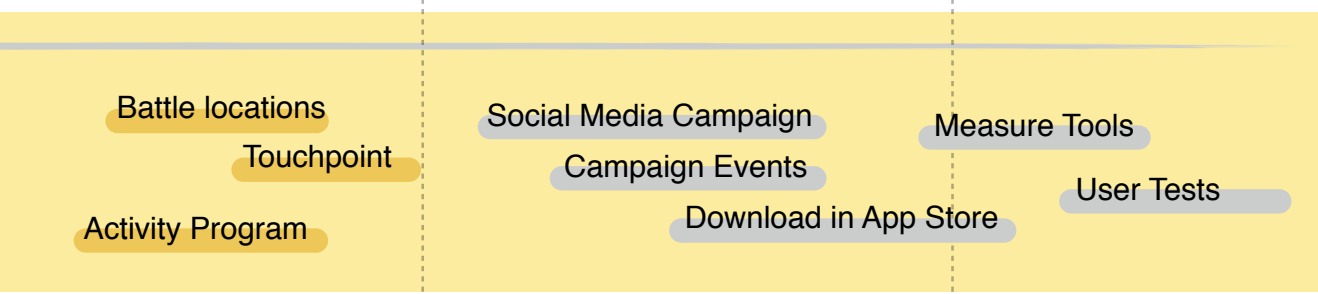 Battle locations
Touchpoint
Activity Program
Social Media Campaign
Campaign Events
Download in App Store
Measure Tools
User Tests